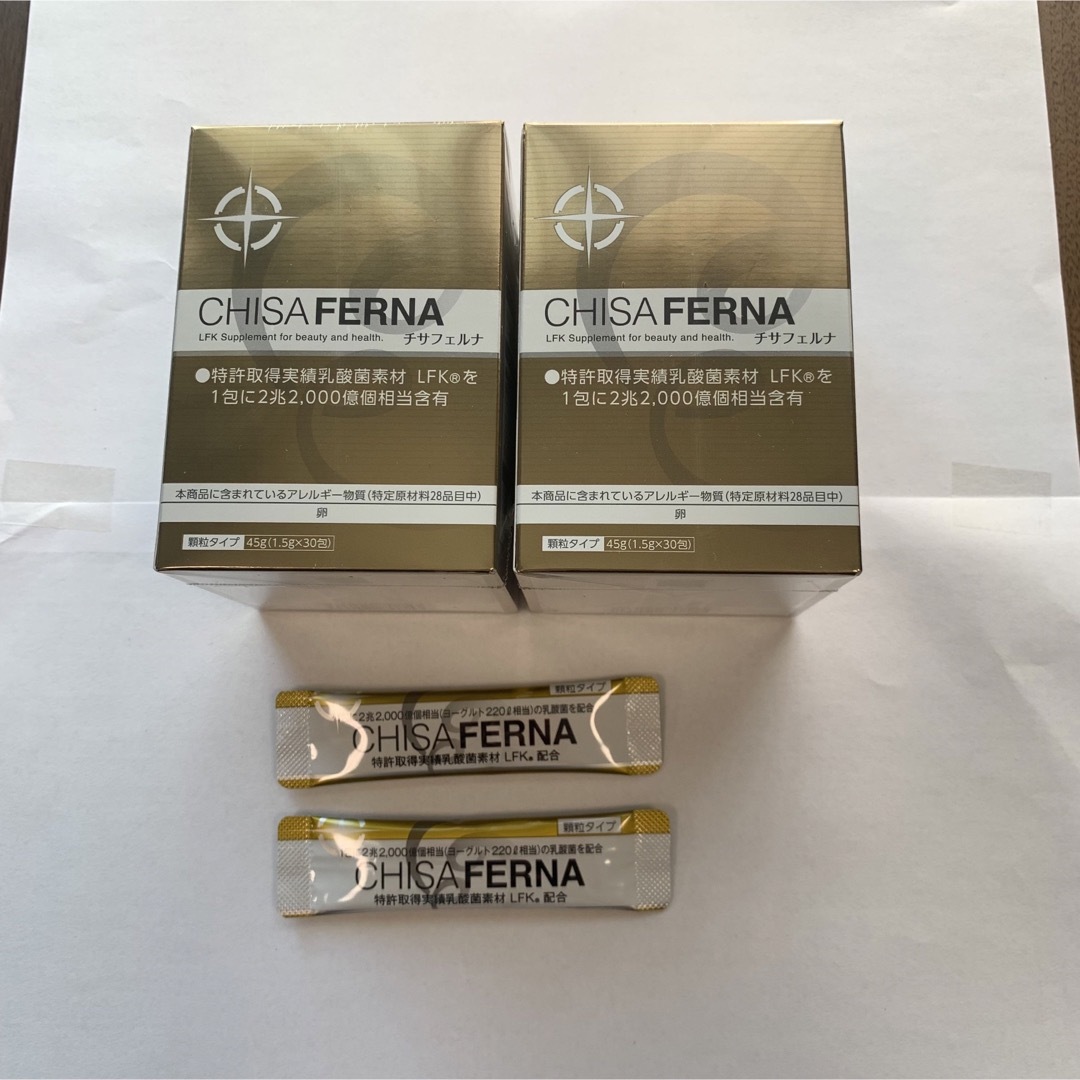 CHISAFERNA
LFK Supplement for beauty and health. チサフェルナ
●特許取得実績乳酸菌素材 LFK®を
1包に2兆2,000億個相当含有
本商品に含まれているアレルギー物質(特定原材料28品目中)
卵
顆粒タイプ 45g(1.5g×30包)
CHISAFERNA
LFK Supplement for beauty and health. チサフェルナ
●特許取得実績乳酸菌素材 LFK®を
1包に2兆2,000億個相当含有
本商品に含まれているアレルギー物質(特定原材料28品目中)
卵
顆粒タイプ 45g(1.5g×30包)
顆粒タイプ
2兆2,000億個相当(ヨーグルト220ℓ相当)の乳酸菌を配合
CHISAFERNA
特許取得実績乳酸菌素材 LFK® 配合
顆粒タイプ
2兆2,000億個相当(ヨーグルト220ℓ相当)の乳酸菌を配合
CHISAFERNA
特許取得実績乳酸菌素材 LFK® 配合